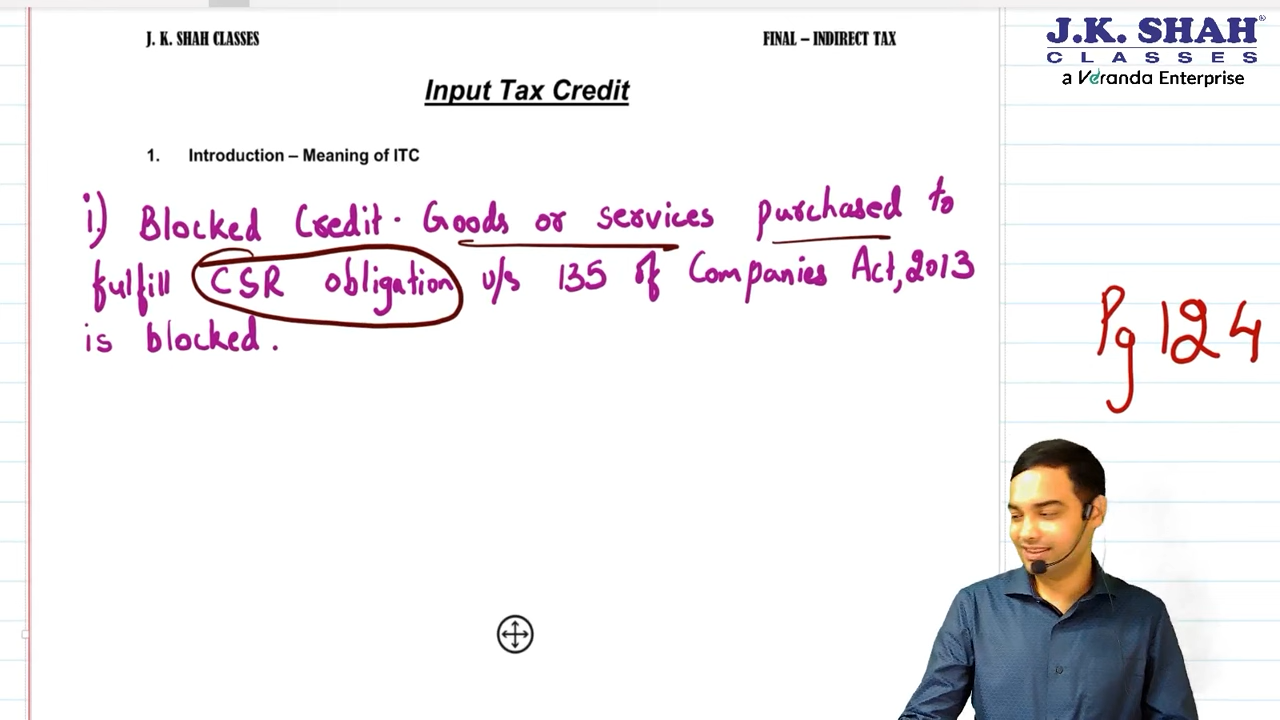 J. K. SHAH CLASSES
FINAL – INDIRECT TAX
J.K. SHAH®
CLASSES
a Veranda Enterprise
Input Tax Credit
1. Introduction – Meaning of ITC
i) Blocked Credit. Goods or services purchased to
fulfill CSR obligation u/s 135 of Companies Act, 2013
is blocked.
Pg 124